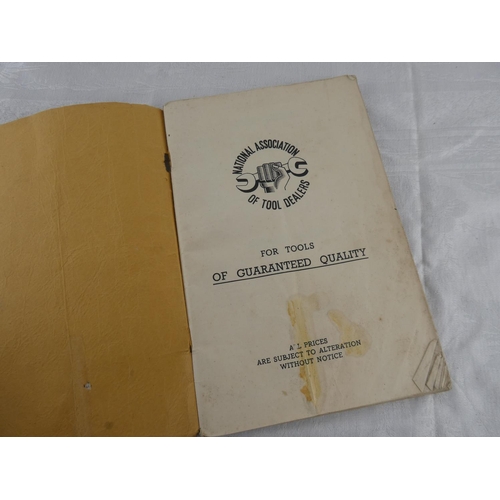 NATIONAL ASSOCIATION
OF TOOL DEALERS
FOR TOOLS
OF GUARANTEED QUALITY
ALL PRICES
ARE SUBJECT TO ALTERATION
WITHOUT NOTICE